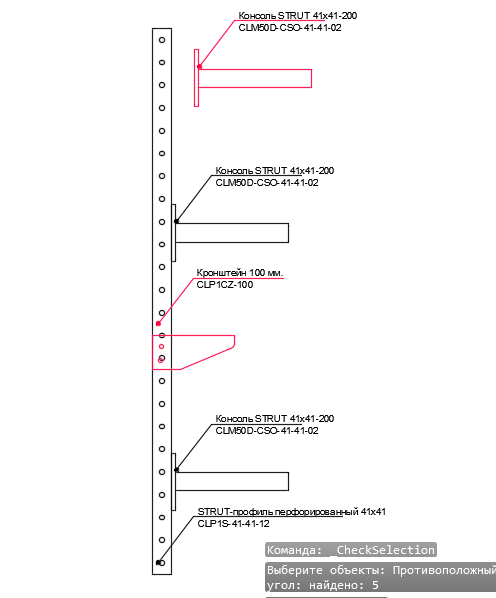 Консоль STRUT 41x41-200
CLM50D-CSO-41-41-02
Консоль STRUT 41x41-200
CLM50D-CSO-41-41-02
Кронштейн 100 мм.
CLP1CZ-100
Консоль STRUT 41x41-200
CLM50D-CSO-41-41-02
STRUT-профиль перфорированный 41x41
CLP1S-41-41-12
Команда: _CheckSelection
Выберите объекты: Противоположный
угол: найдено: 5